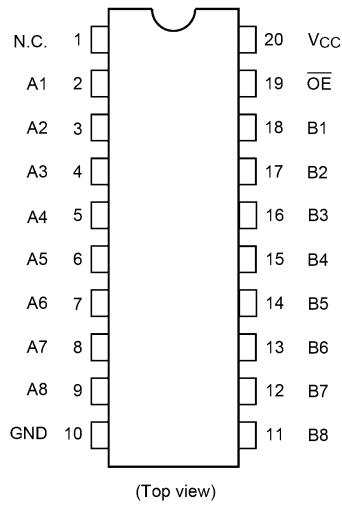 N.C. 1 20 VCC
A1 2 19 O̅E̅
A2 3 18 B1
A3 4 17 B2
A4 5 16 B3
A5 6 15 B4
A6 7 14 B5
A7 8 13 B6
A8 9 12 B7
GND 10 11 B8
(Top view)